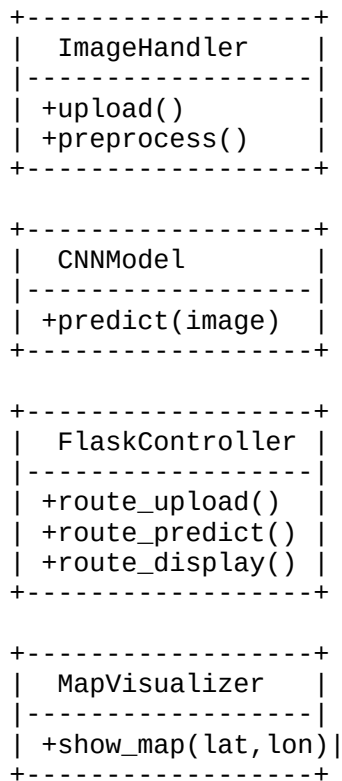 +------------------+
|  ImageHandler    |
|------------------|
| +upload()        |
| +preprocess()    |
+------------------+
+------------------+
|  CNNModel        |
|------------------|
| +predict(image)  |
+------------------+
+------------------+
|  FlaskController |
|------------------|
| +route_upload()  |
| +route_predict() |
| +route_display() |
+------------------+
+------------------+
|  MapVisualizer   |
|------------------|
| +show_map(lat,lon)|
+------------------+